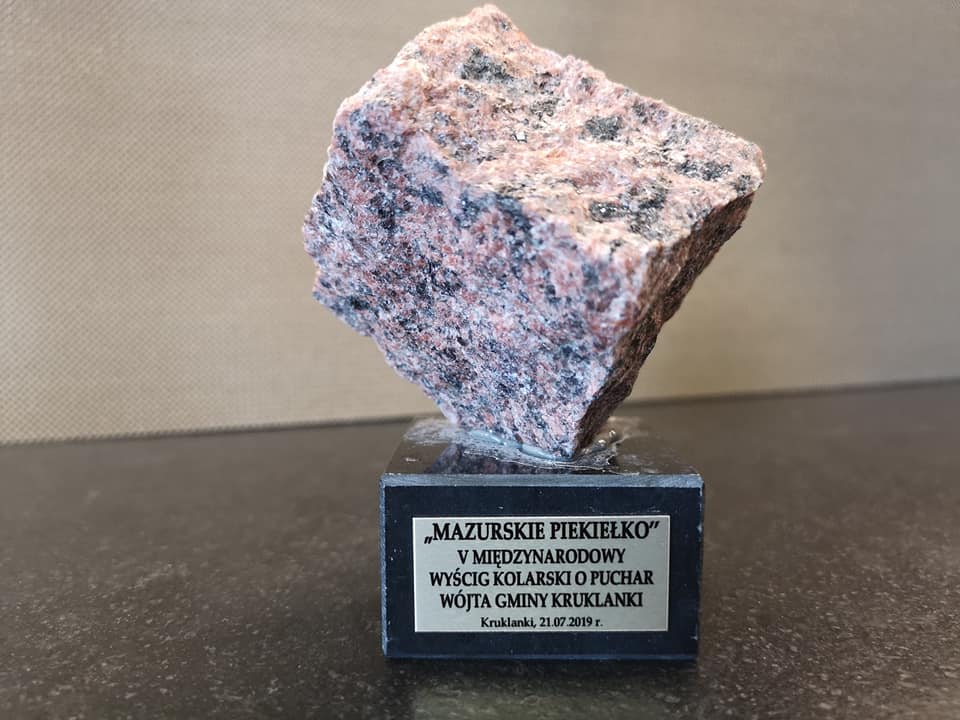 „MAZURSKIE PIEKIEŁKO”
V MIĘDZYNARODOWY
WYŚCIG KOLARSKI O PUCHAR
WÓJTA GMINY KRUKLANKI
Kruklanki, 21.07.2019 r.